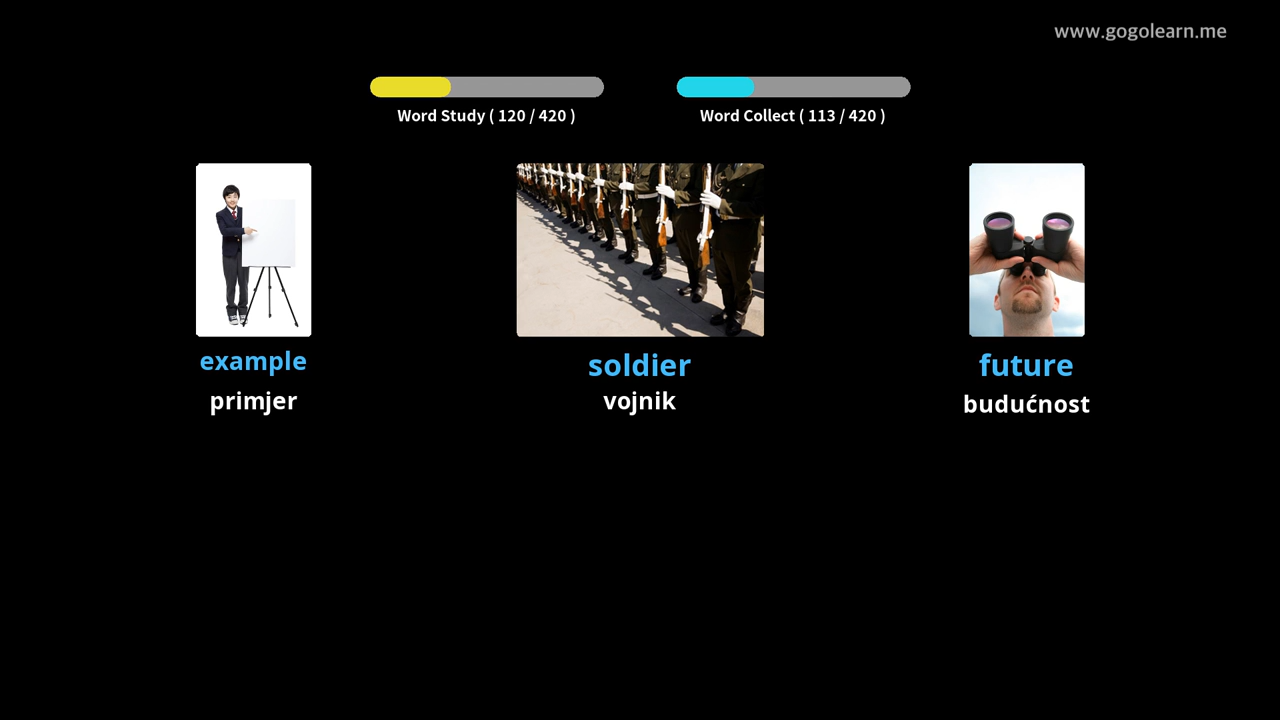 www.gogolearn.me
Word Study ( 120 / 420 )
Word Collect ( 113 / 420 )
example
soldier
future
primjer
vojnik
budućnost